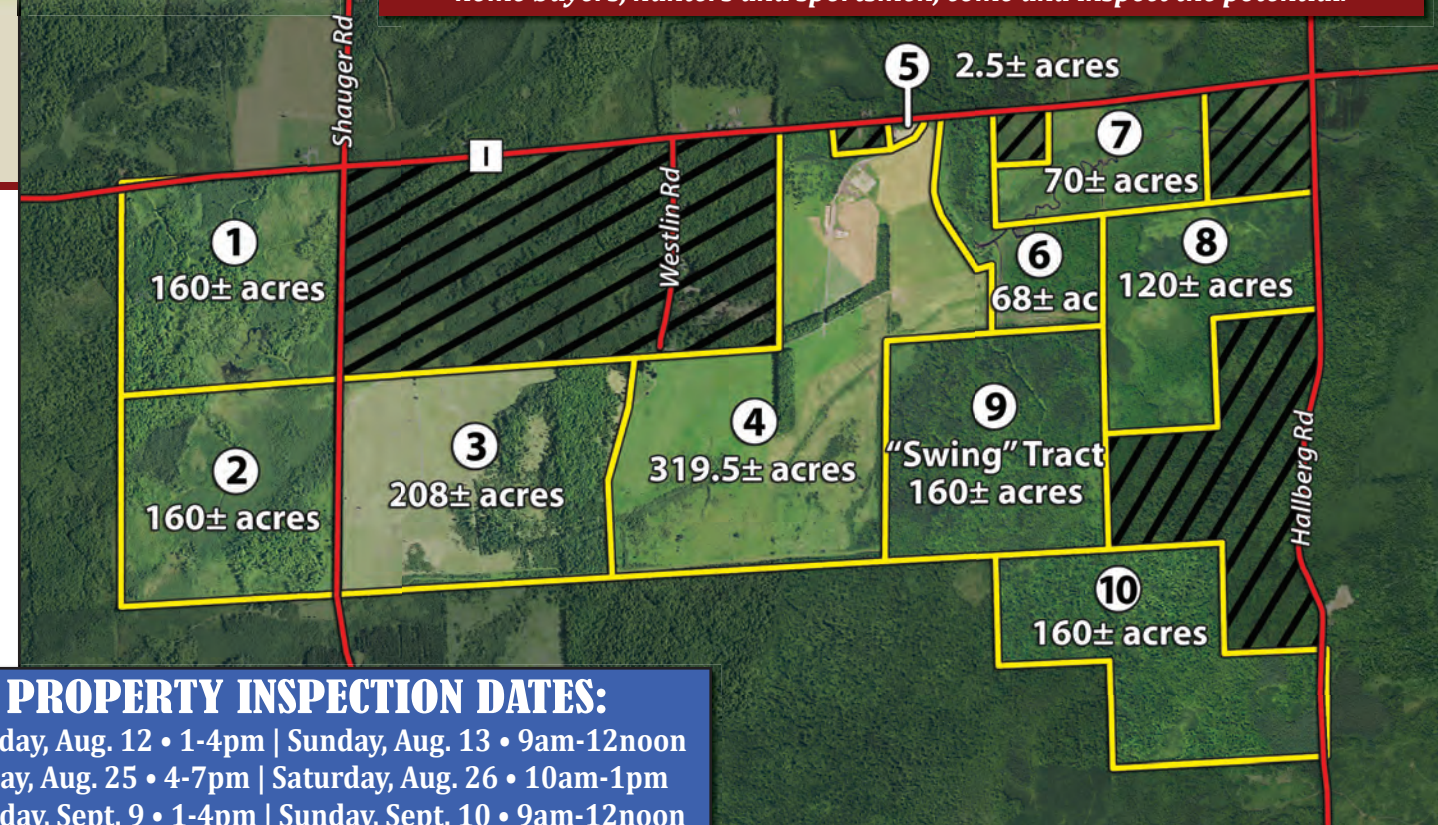 Shauger Rd
5 2.5± acres
I
7
70± acres
Westlin Rd
1
160± acres
6
68± ac
8
120± acres
9
"Swing" Tract
160± acres
4
319.5± acres
3
208± acres
2
160± acres
Hallberg Rd
10
160± acres
PROPERTY INSPECTION DATES:
day, Aug. 12 • 1-4pm | Sunday, Aug. 13 • 9am-12noon
ay, Aug. 25 • 4-7pm | Saturday, Aug. 26 • 10am-1pm
day, Sept. 9 • 1-4pm | Sunday, Sept. 10 • 9am-12noon